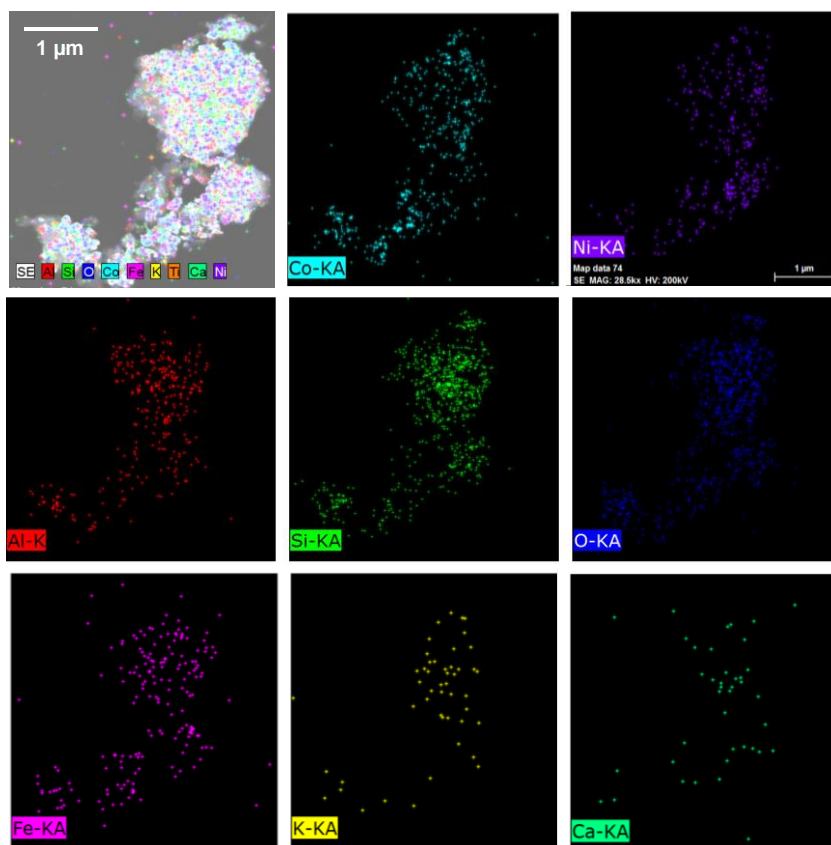 1 µm
SE Al Si O Co Fe K Ti Ca Ni
Co-KA
Ni-KA
Map data 74
SE MAG: 28.5kx HV: 200kV
1 µm
Al-K
Si-KA
O-KA
Fe-KA
K-KA
Ca-KA